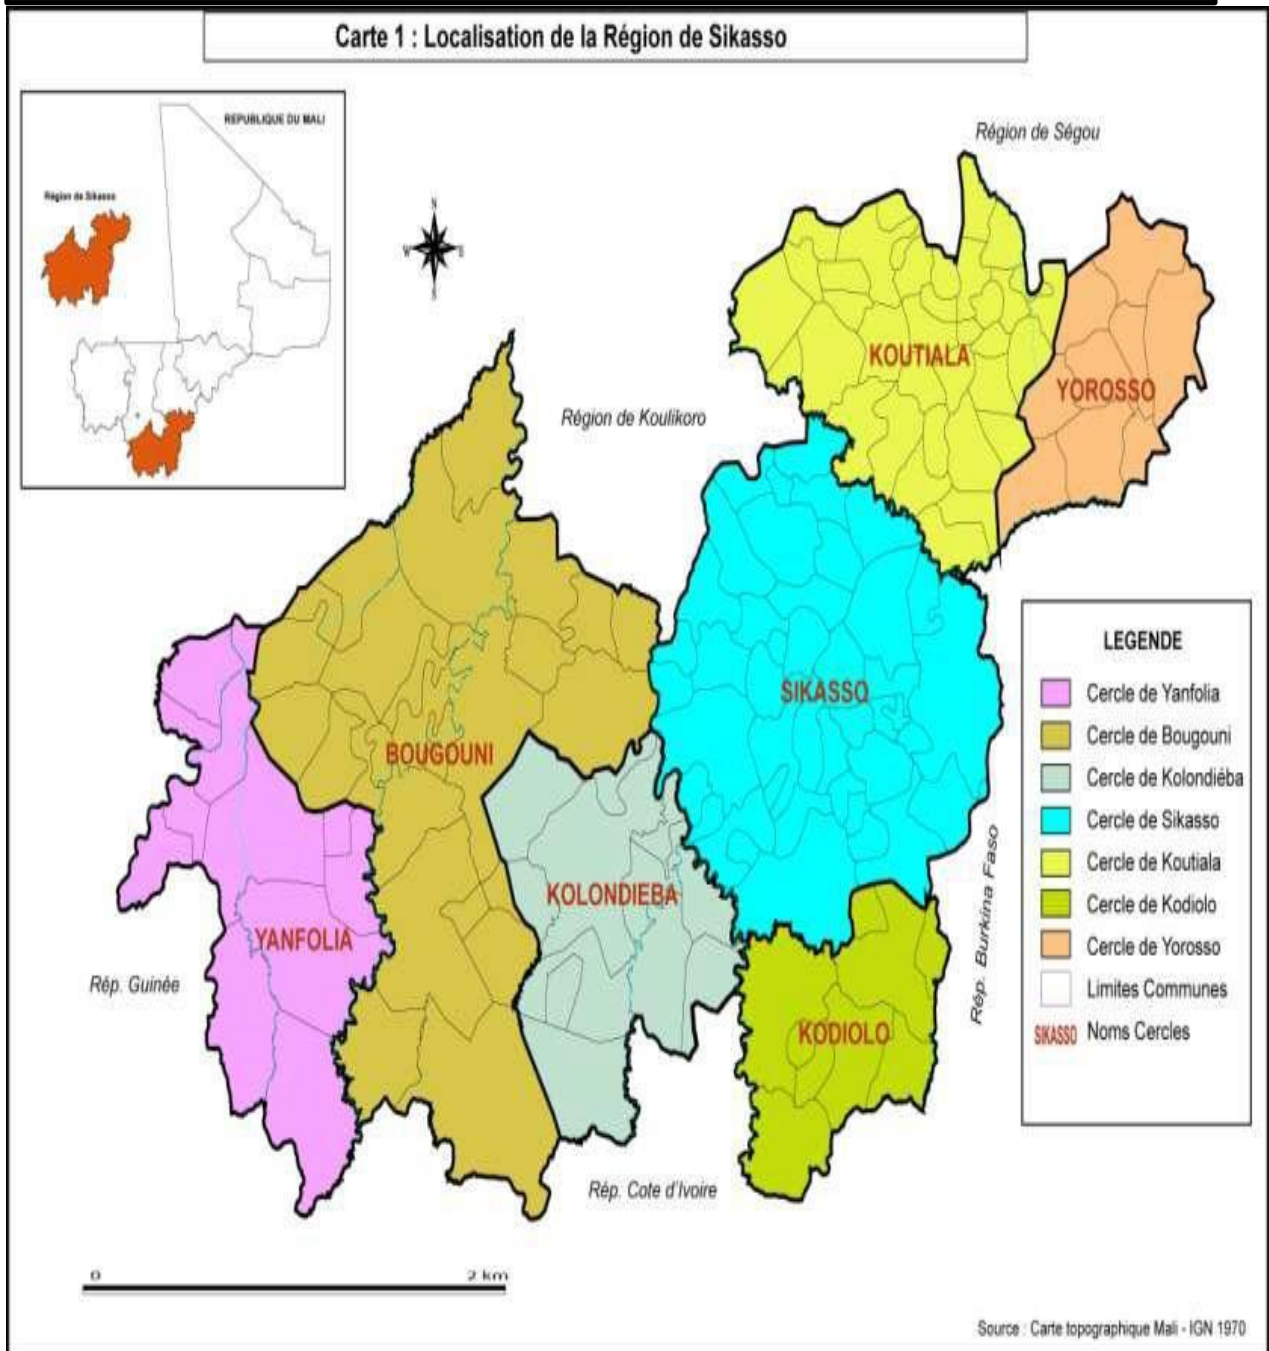 Carte 1 : Localisation de la Région de Sikasso
REPUBLIQUE DU MALI
Région de Sikasso
N
W
S
Région de Ségou
KOUTIALA
YOROSSO
Région de Koulikoro
SIKASSO
BOUGOUNI
KOLONDIEBA
YANFOLIA
KODIOLO
Rép. Guinée
Rép. Burkina Faso
Rép. Cote d'Ivoire
LEGENDE
Cercle de Yanfolia
Cercle de Bougouni
Cercle de Kolondiéba
Cercle de Sikasso
Cercle de Koutiala
Cercle de Kodiolo
Cercle de Yorosso
Limites Communes
SIKASSO Noms Cercles
0 2 km
Source : Carte topographique Mali - IGN 1970